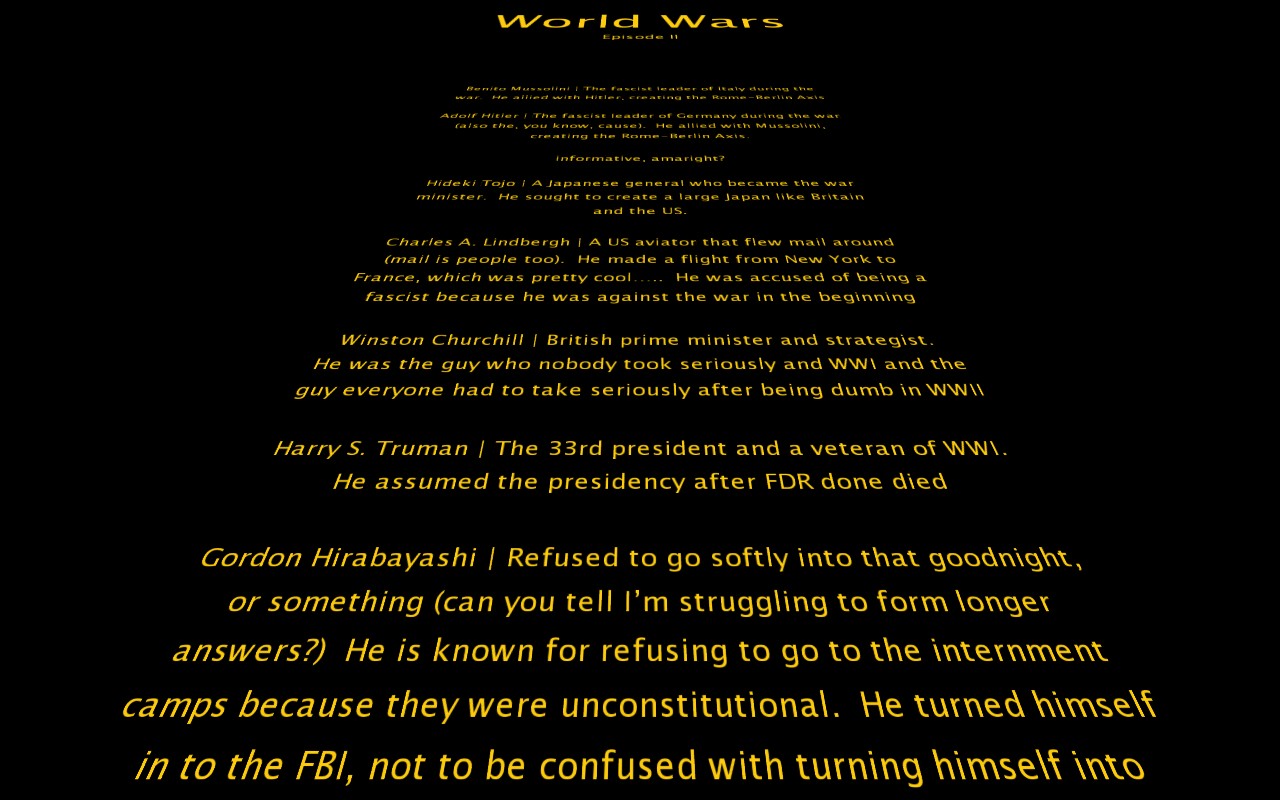 World Wars
Episode II
Benito Mussolini | The fascist leader of Italy during the
war. He allied with Hitler, creating the Rome-Berlin Axis
Adolf Hitler | The fascist leader of Germany during the war
(also the, you know, cause). He allied with Mussolini,
creating the Rome-Berlin Axis.
informative, amaright?
Hideki Tojo | A Japanese general who became the war
minister. He sought to create a large Japan like Britain
and the US.
Charles A. Lindbergh | A US aviator that flew mail around
(mail is people too). He made a flight from New York to
France, which was pretty cool..... He was accused of being a
fascist because he was against the war in the beginning
Winston Churchill | British prime minister and strategist.
He was the guy who nobody took seriously and WWI and the
guy everyone had to take seriously after being dumb in WWII
Harry S. Truman | The 33rd president and a veteran of WWI.
He assumed the presidency after FDR done died
Gordon Hirabayashi | Refused to go softly into that goodnight,
or something (can you tell I’m struggling to form longer
answers?) He is known for refusing to go to the internment
camps because they were unconstitutional. He turned himself
in to the FBI, not to be confused with turning himself into